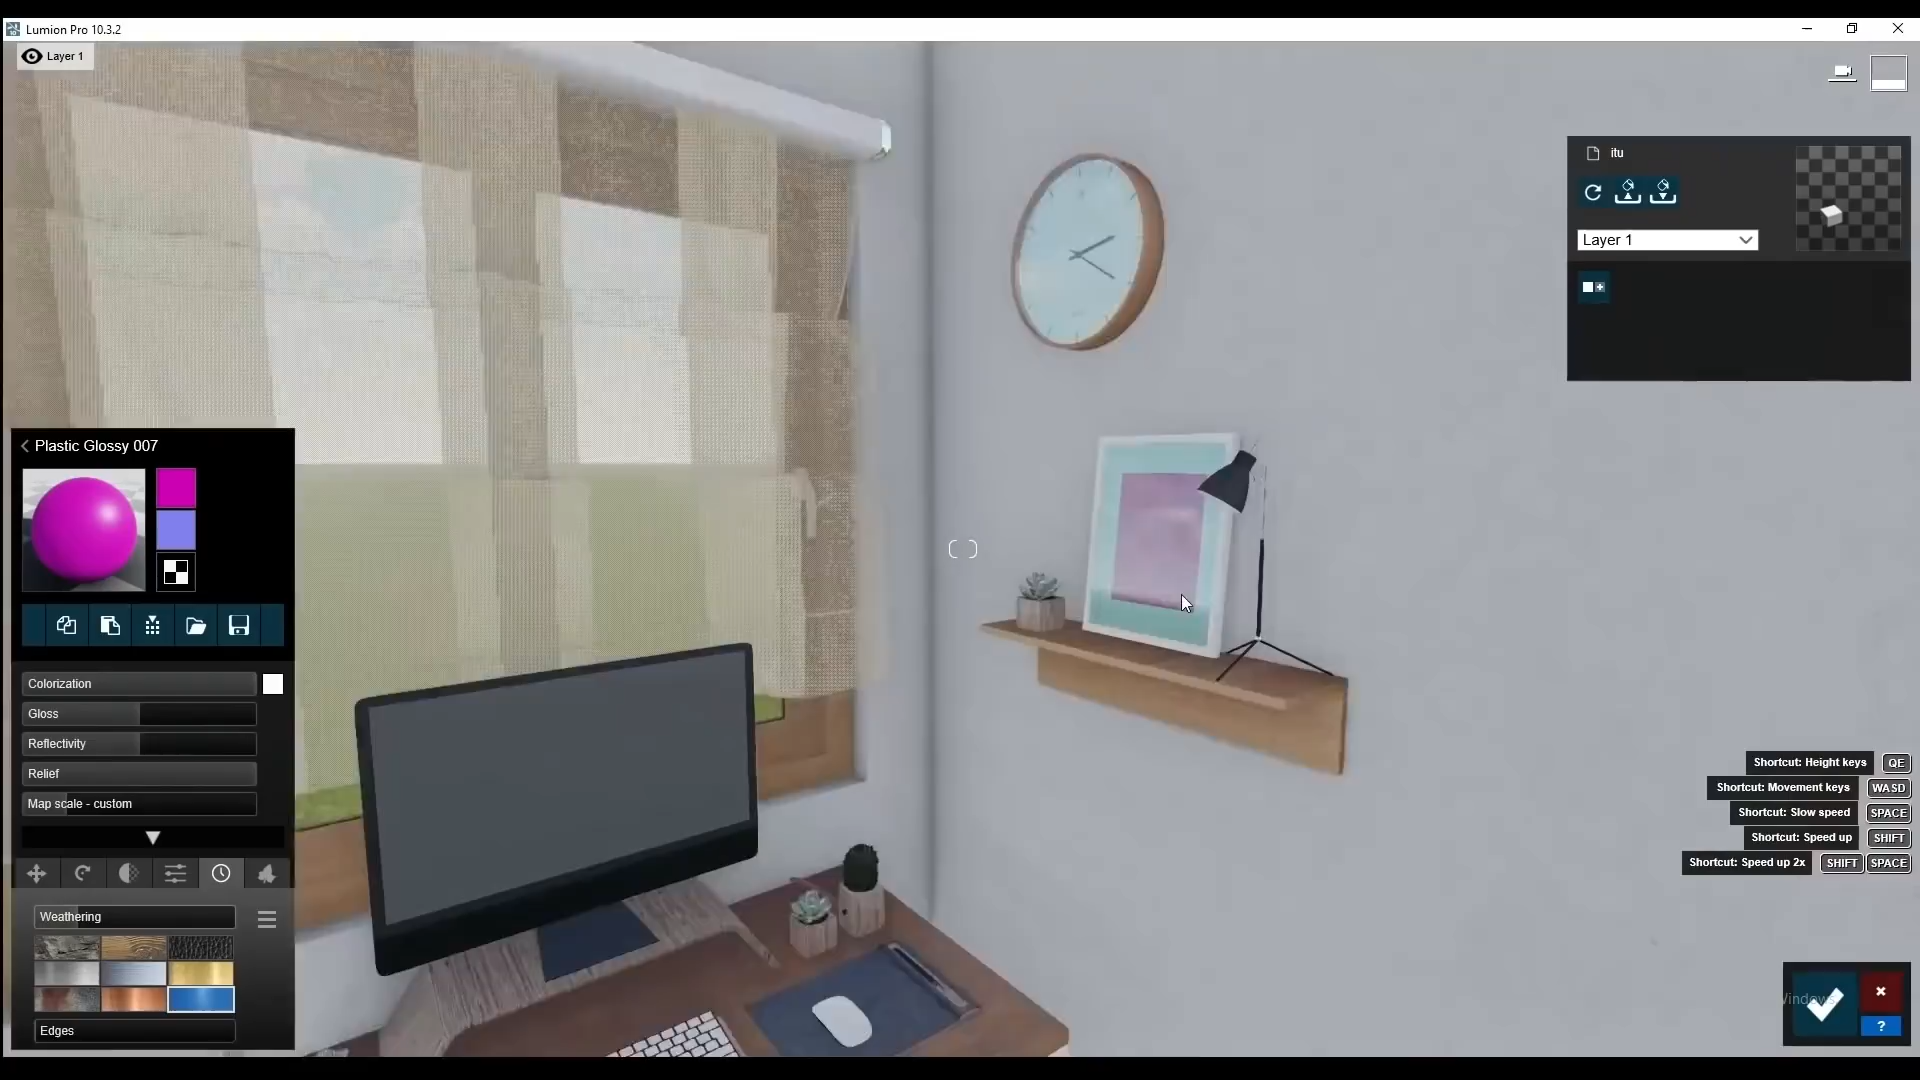 Lumion Pro 10.3.2
Layer 1
itu
Layer 1
Plastic Glossy 007
Colorization
Gloss
Reflectivity
Relief
Map scale - custom
Weathering
Edges
Shortcut: Height keys QE
Shortcut: Movement keys WASD
Shortcut: Slow speed SPACE
Shortcut: Speed up SHIFT
Shortcut: Speed up 2x SHIFT SPACE
Windows
?